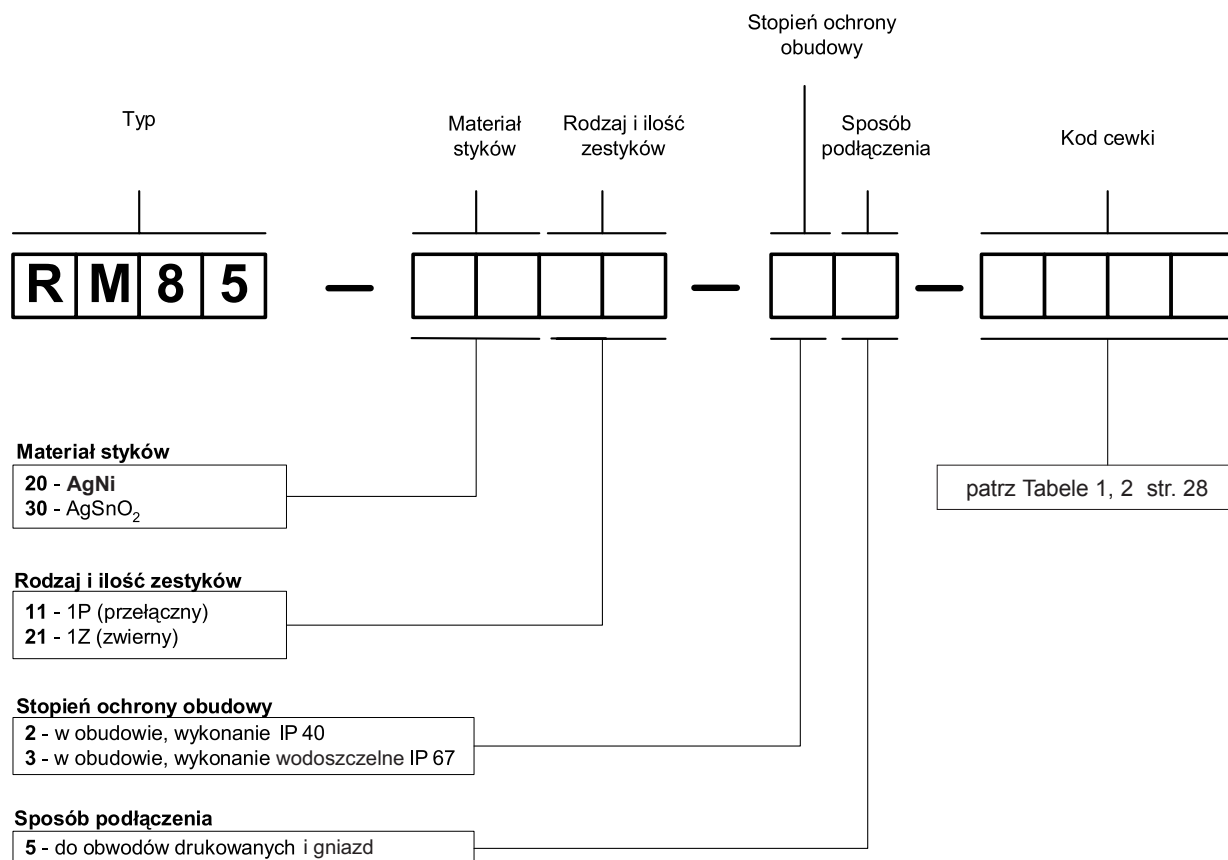 Stopień ochrony
obudowy
Typ
Materiał
styków
Rodzaj i ilość
zestyków
Sposób
podłączenia
Kod cewki
RM85 — — —
Materiał styków
20 - AgNi
30 - AgSnO₂
patrz Tabele 1, 2 str. 28
Rodzaj i ilość zestyków
11 - 1P (przełączny)
21 - 1Z (zwierny)
Stopień ochrony obudowy
2 - w obudowie, wykonanie IP 40
3 - w obudowie, wykonanie wodoszczelne IP 67
Sposób podłączenia
5 - do obwodów drukowanych i gniazd